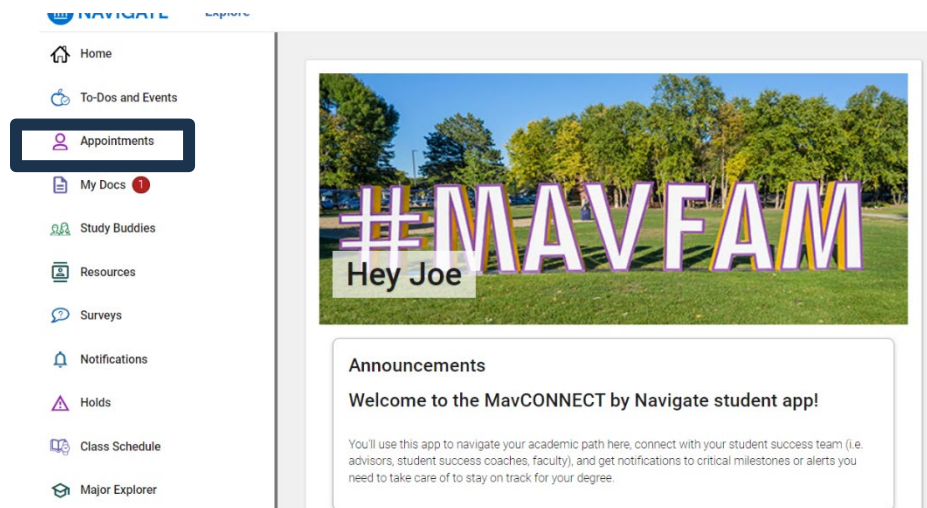 NAVIGATE Explore
Home
To-Dos and Events
Appointments
My Docs 1
Study Buddies
Resources
Surveys
Notifications
Holds
Class Schedule
Major Explorer
#MAVFAM
Hey Joe
Announcements
Welcome to the MavCONNECT by Navigate student app!
You'll use this app to navigate your academic path here, connect with your student success team (i.e.
advisors, student success coaches, faculty), and get notifications to critical milestones or alerts you
need to take care of to stay on track for your degree.